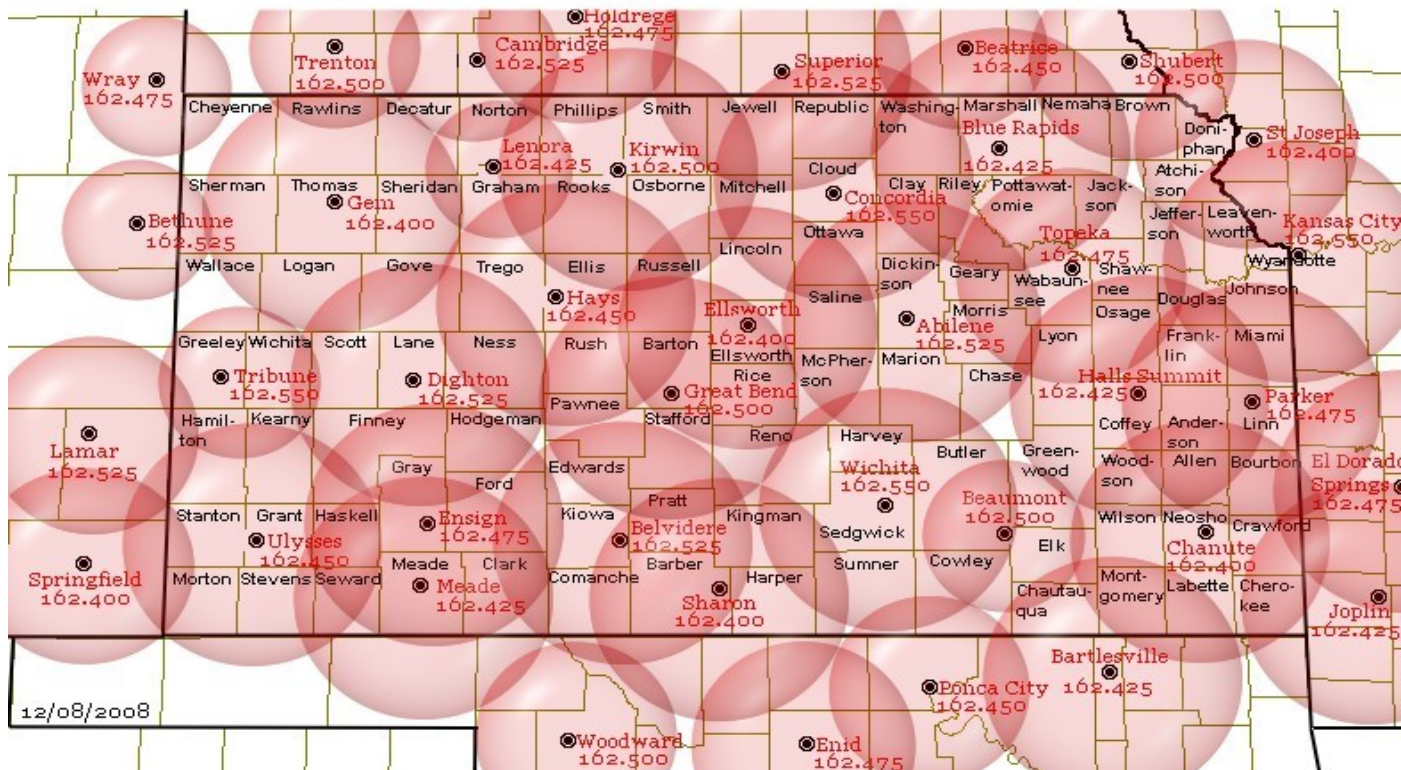 Holdrege
162.475
Cambridge
162.525
Trenton
162.500
Wray
162.475
Superior
162.525
Beatrice
162.450
Shubert
162.500
Cheyenne
Rawlins
Decatur
Norton
Phillips
Smith
Jewell
Republic
Washing-
ton
Marshall
Nemaha
Brown
Doni-
phan
St Joseph
162.400
Lenora
162.425
Kirwin
162.500
Blue Rapids
162.425
Cloud
Atchi-
son
Sherman
Thomas
Sheridan
Graham
Rooks
Osborne
Mitchell
Clay
Riley
Pottawat-
omie
Jack-
son
Gem
162.400
Concordia
162.550
Bethune
162.525
Jeffer-
son
Leaven-
worth
Kansas City
162.550
Ottawa
Topeka
162.475
Lincoln
Wallace
Logan
Gove
Trego
Ellis
Russell
Dickin-
son
Geary
Wabaun-
see
Shaw-
nee
Wyandotte
Hays
162.450
Saline
Morris
Osage
Douglas
Johnson
Ellsworth
162.400
Abilene
162.525
Greeley
Wichita
Scott
Lane
Ness
Rush
Barton
Ellsworth
Rice
McPher-
son
Marion
Chase
Lyon
Frank-
lin
Miami
Tribune
162.550
Dighton
162.525
Great Bend
162.500
Halls Summit
162.425
Parker
162.475
Linn
Pawnee
Stafford
Hamil-
ton
Kearny
Finney
Hodgeman
Reno
Harvey
Coffey
Ander-
son
Lamar
162.525
Gray
Ford
Edwards
Butler
Green-
wood
Wood-
son
Allen
Bourbon
El Dorado
Springs
162.475
Wichita
162.550
Beaumont
162.500
Stanton
Grant
Haskell
Ensign
162.475
Kiowa
Pratt
Kingman
Sedgwick
Wilson
Neosho
Crawford
Ulysses
162.450
Belvidere
162.525
Elk
Chanute
162.400
Springfield
162.400
Morton
Stevens
Seward
Meade
Clark
Comanche
Barber
Harper
Sumner
Cowley
Chautau-
qua
Mont-
gomery
Labette
Chero-
kee
Meade
162.425
Sharon
162.400
Joplin
162.425
Bartlesville
162.425
Ponca City
162.450
12/08/2008
Woodward
162.500
Enid
162.475